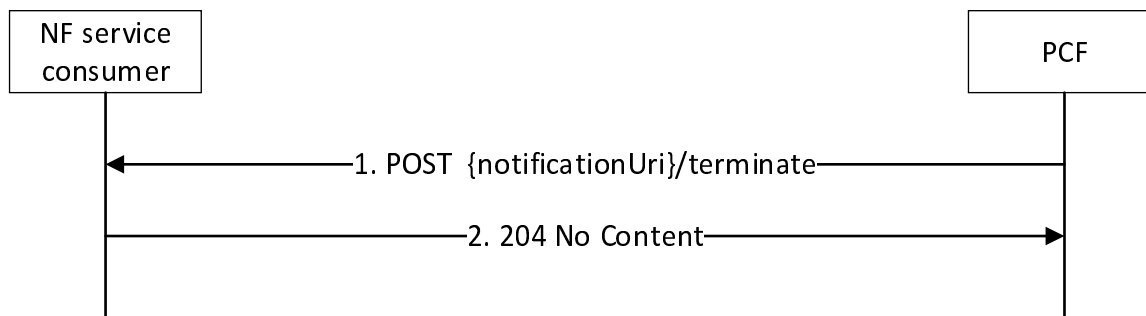 NF service
consumer
PCF
1. POST {notificationUri}/terminate
2. 204 No Content